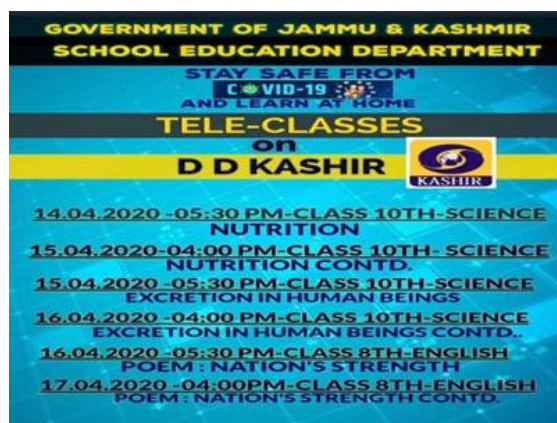 GOVERNMENT OF JAMMU & KASHMIR
SCHOOL EDUCATION DEPARTMENT
STAY SAFE FROM
COVID-19
AND LEARN AT HOME
TELE-CLASSES
on
D D KASHIR
KASHIR
14.04.2020 -05:30 PM-CLASS 10TH-SCIENCE
NUTRITION
15.04.2020-04:00 PM-CLASS 10TH- SCIENCE
NUTRITION CONTD.
15.04.2020-05:30 PM-CLASS 10TH-SCIENCE
EXCRETION IN HUMAN BEINGS
16.04.2020-04:00 PM-CLASS 10TH-SCIENCE
EXCRETION IN HUMAN BEINGS CONTD..
16.04.2020 -05:30 PM-CLASS 8TH-ENGLISH
POEM : NATION'S STRENGTH
17.04.2020 -04:00PM-CLASS 8TH-ENGLISH
POEM : NATION'S STRENGTH CONTD.